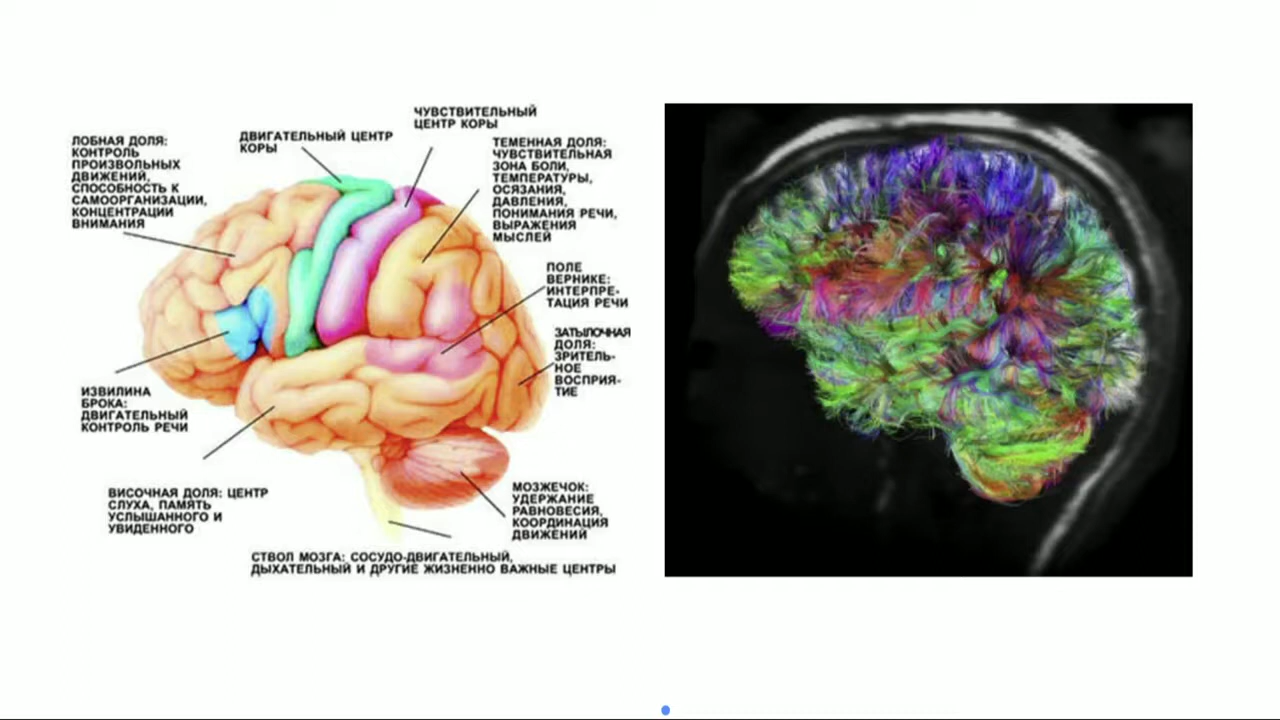 ЧУВСТВИТЕЛЬНЫЙ
ЦЕНТР КОРЫ
ДВИГАТЕЛЬНЫЙ ЦЕНТР
КОРЫ
ЛОБНАЯ ДОЛЯ:
КОНТРОЛЬ
ПРОИЗВОЛЬНЫХ
ДВИЖЕНИЙ,
СПОСОБНОСТЬ К
САМООРГАНИЗАЦИИ,
КОНЦЕНТРАЦИИ
ВНИМАНИЯ
ТЕМЕННАЯ ДОЛЯ:
ЧУВСТВИТЕЛЬНАЯ
ЗОНА БОЛИ,
ТЕМПЕРАТУРЫ,
ОСЯЗАНИЯ,
ДАВЛЕНИЯ,
ПОНИМАНИЯ РЕЧИ,
ВЫРАЖЕНИЯ
МЫСЛЕЙ
ПОЛЕ
ВЕРНИКЕ:
ИНТЕРПРЕ-
ТАЦИЯ РЕЧИ
ЗАТЫЛОЧНАЯ
ДОЛЯ:
ЗРИТЕЛЬ-
НОЕ
ВОСПРИЯ-
ТИЕ
ИЗВИЛИНА
БРОКА:
ДВИГАТЕЛЬНЫЙ
КОНТРОЛЬ РЕЧИ
ВИСОЧНАЯ ДОЛЯ: ЦЕНТР
СЛУХА, ПАМЯТЬ
УСЛЫШАННОГО И
УВИДЕННОГО
МОЗЖЕЧОК:
УДЕРЖАНИЕ
РАВНОВЕСИЯ,
КООРДИНАЦИЯ
ДВИЖЕНИЙ
СТВОЛ МОЗГА: СОСУДО-ДВИГАТЕЛЬНЫЙ,
ДЫХАТЕЛЬНЫЙ И ДРУГИЕ ЖИЗНЕННО ВАЖНЫЕ ЦЕНТРЫ